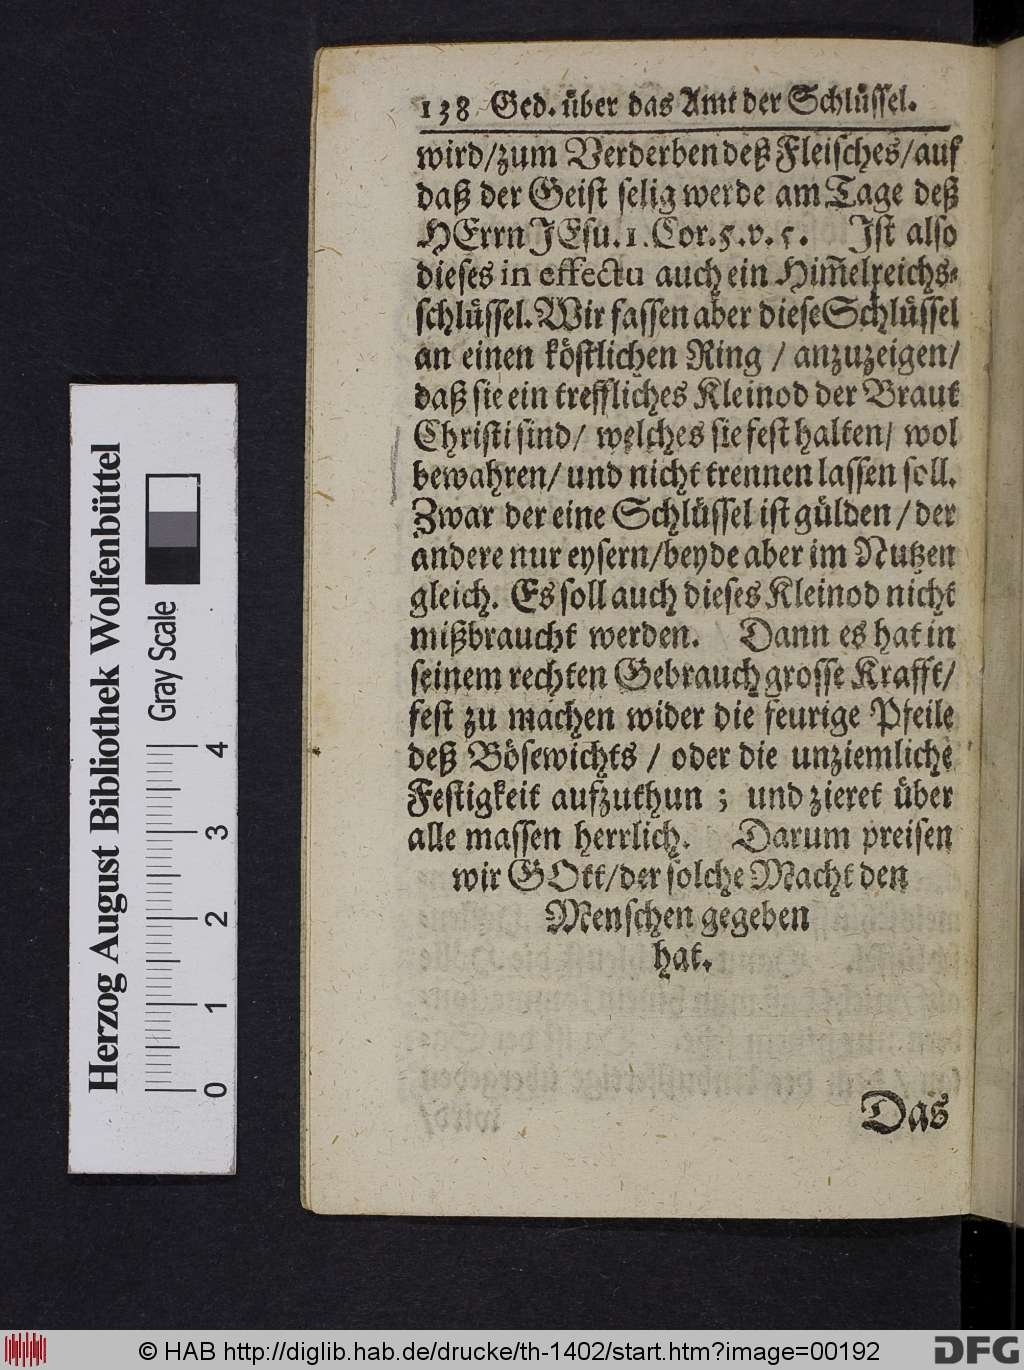 138 Ged. über das Amt der Schlüssel.
wird/zum Verderben deß Fleisches/auf
daß der Geist selig werde am Tage deß
HErrn JEsu. 1. Cor. 5. v. 5. Ist also
dieses in effectu auch ein Him̃elreichs-
schlüssel. Wir fassen aber diese Schlüssel
an einen köstlichen Ring / anzuzeigen/
daß sie ein treffliches Kleinod der Braut
Christi sind/ welches sie fest halten/ wol
bewahren/ und nicht trennen lassen soll.
Zwar der eine Schlüssel ist gülden / der
andere nur eysern/beyde aber im Nutzen
gleich. Es soll auch dieses Kleinod nicht
mißbraucht werden. Dann es hat in
seinem rechten Gebrauch grosse Krafft/
fest zu machen wider die feurige Pfeile
deß Bösewichts / oder die unziemliche
Festigkeit aufzuthun ; und zieret über
alle massen herrlich. Darum preisen
wir GOtt/der solche Macht den
Menschen gegeben
hat.
Das
Herzog August Bibliothek Wolfenbüttel
Gray Scale
0 1 2 3 4
© HAB http://diglib.hab.de/drucke/th-1402/start.htm?image=00192
DFG